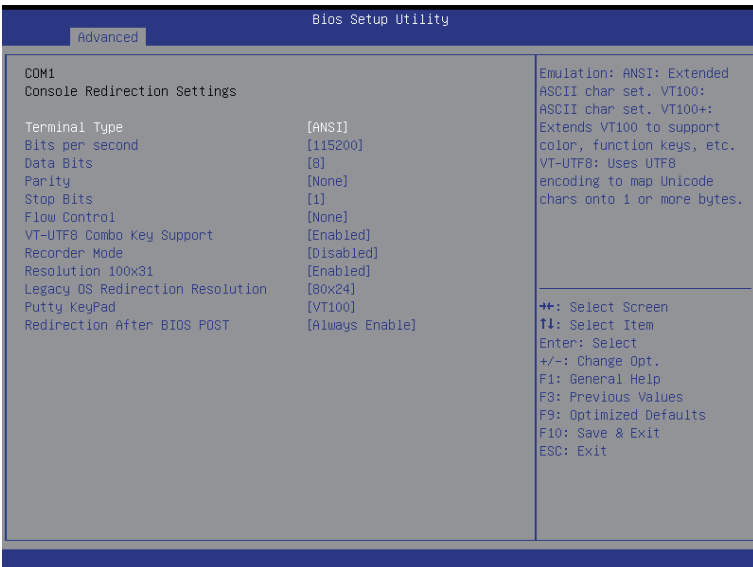 Bios Setup Utility
Advanced
COM1
Console Redirection Settings
Terminal Type [ANSI]
Bits per second [115200]
Data Bits [8]
Parity [None]
Stop Bits [1]
Flow Control [None]
VT-UTF8 Combo Key Support [Enabled]
Recorder Mode [Disabled]
Resolution 100x31 [Enabled]
Legacy OS Redirection Resolution [80x24]
Putty KeyPad [VT100]
Redirection After BIOS POST [Always Enable]
Emulation: ANSI: Extended
ASCII char set. VT100:
ASCII char set. VT100+:
Extends VT100 to support
color, function keys, etc.
VT-UTF8: Uses UTF8
encoding to map Unicode
chars onto 1 or more bytes.
→←: Select Screen
↑↓: Select Item
Enter: Select
+/-: Change Opt.
F1: General Help
F3: Previous Values
F9: Optimized Defaults
F10: Save & Exit
ESC: Exit